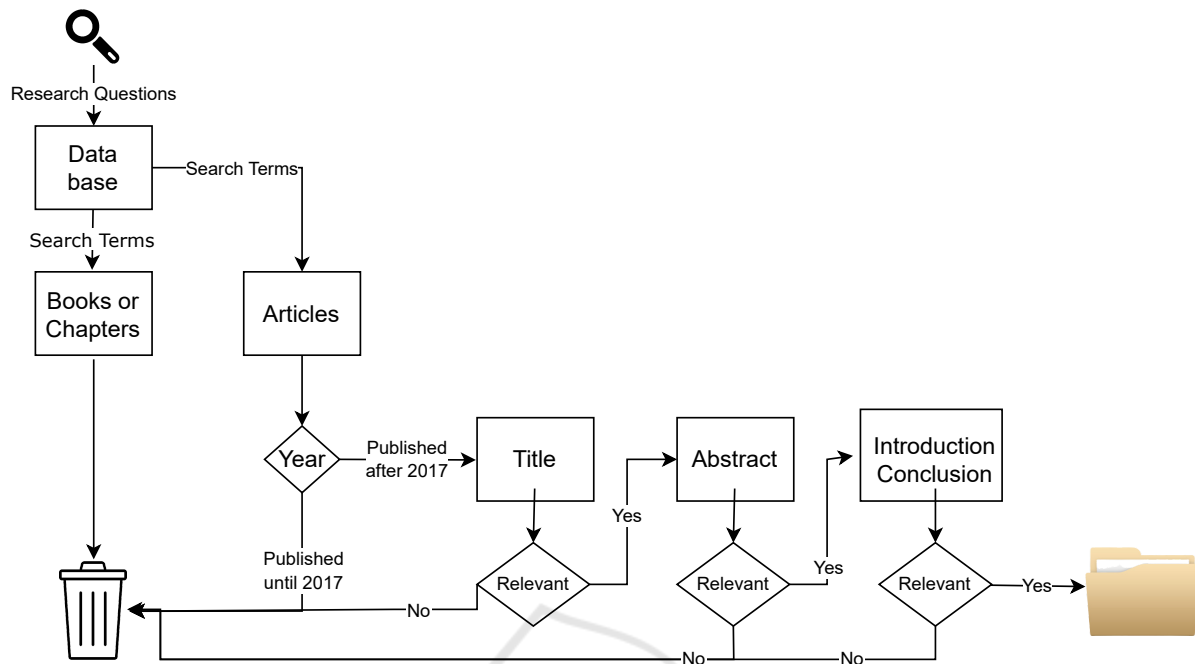 Research Questions
Data
base
Search Terms
Search Terms
Books or
Chapters
Articles
Year
Published
after 2017
Title
Abstract
Introduction
Conclusion
Yes
Published
until 2017
Relevant
Relevant
Yes
Relevant
Yes
No
No
No